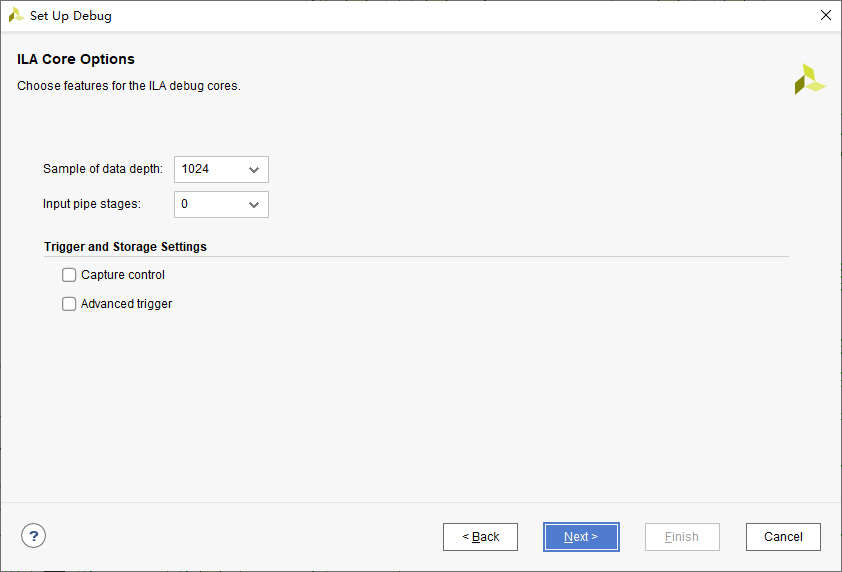 Set Up Debug
ILA Core Options
Choose features for the ILA debug cores.
Sample of data depth: 1024
Input pipe stages: 0
Trigger and Storage Settings
Capture control
Advanced trigger
? < Back Next > Finish Cancel